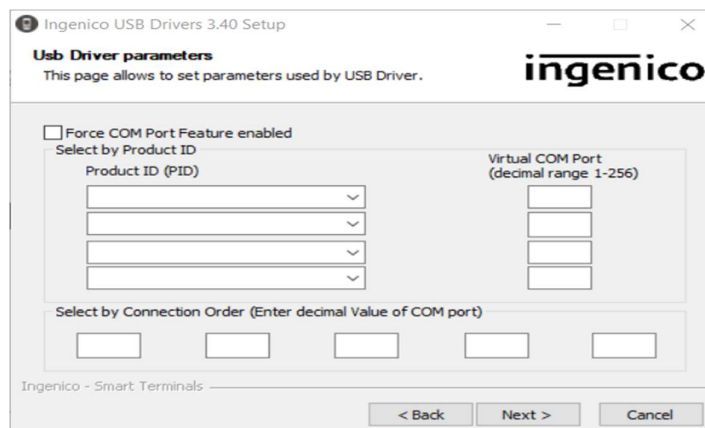 Ingenico USB Drivers 3.40 Setup
Usb Driver parameters
This page allows to set parameters used by USB Driver.
ingenico
Force COM Port Feature enabled
Select by Product ID
Product ID (PID)
Virtual COM Port
(decimal range 1-256)
Select by Connection Order (Enter decimal Value of COM port)
Ingenico - Smart Terminals
< Back
Next >
Cancel